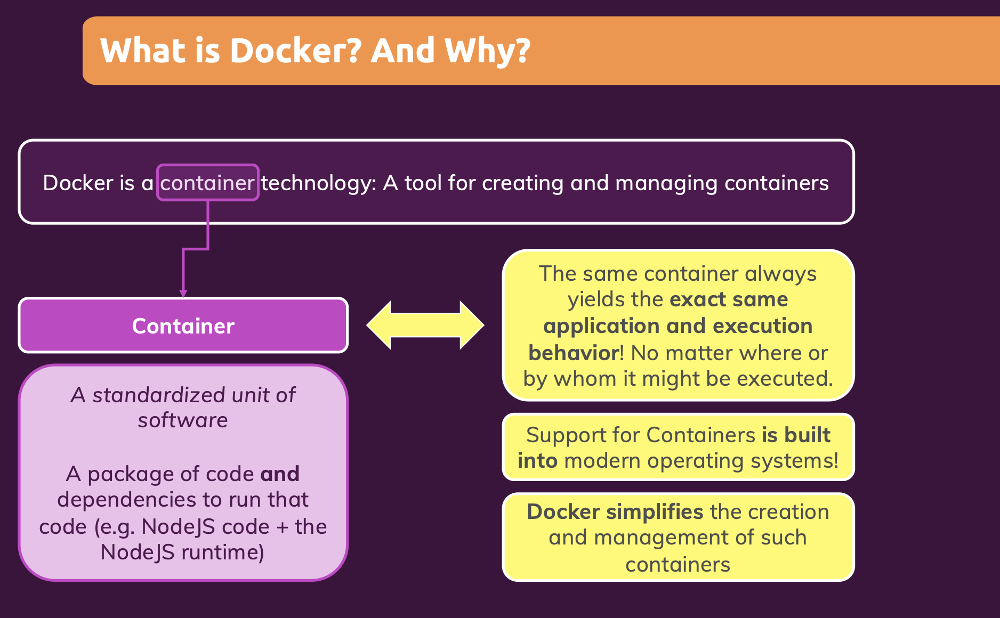 What is Docker? And Why?
Docker is a container technology: A tool for creating and managing containers
Container
A standardized unit of
software
A package of code and
dependencies to run that
code (e.g. NodeJS code + the
NodeJS runtime)
The same container always
yields the exact same
application and execution
behavior! No matter where or
by whom it might be executed.
Support for Containers is built
into modern operating systems!
Docker simplifies the creation
and management of such
containers